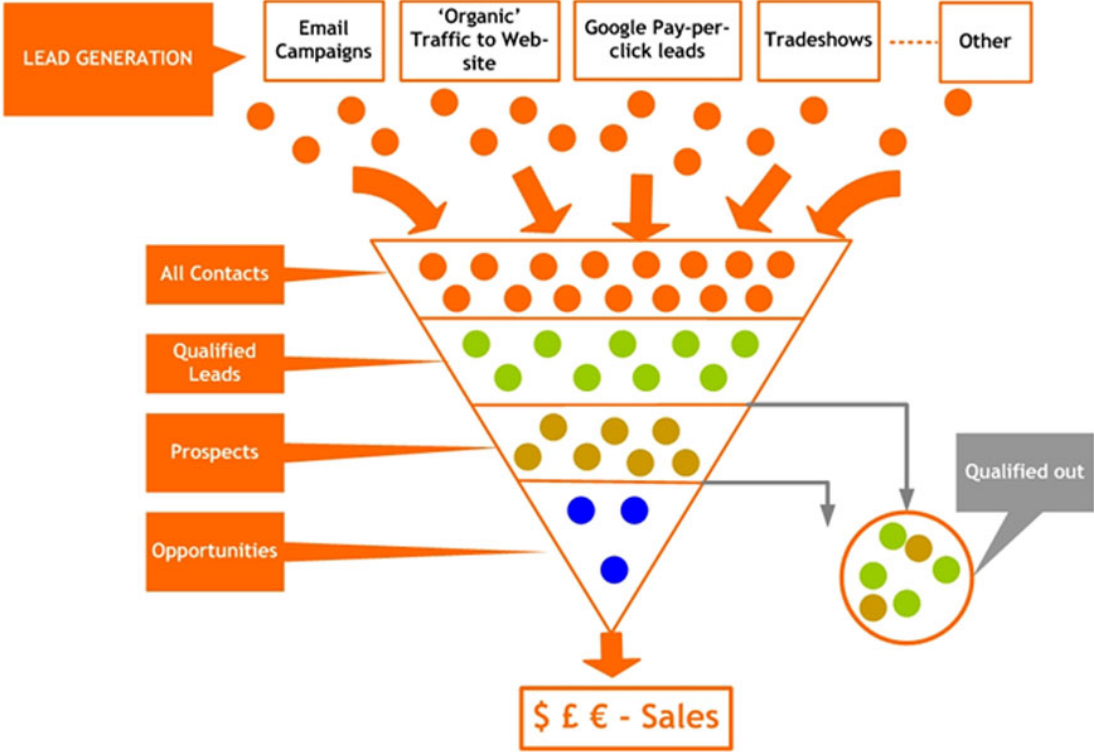 LEAD GENERATION
Email
Campaigns
‘Organic’
Traffic to Web-
site
Google Pay-per-
click leads
Tradeshows
Other
All Contacts
Qualified
Leads
Prospects
Opportunities
Qualified out
$ £ € - Sales